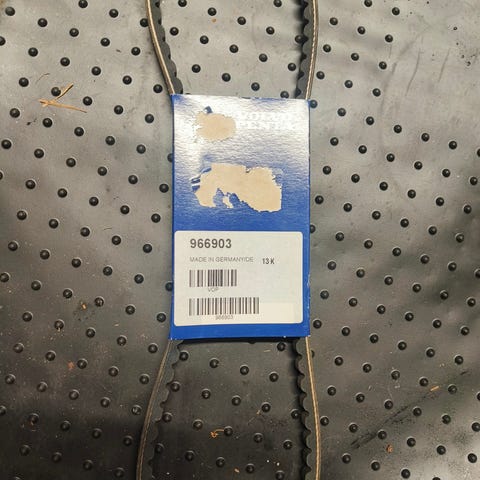 VOLVO
PENTA
966903
MADE IN GERMANY/DE 13 K
VOP
966903